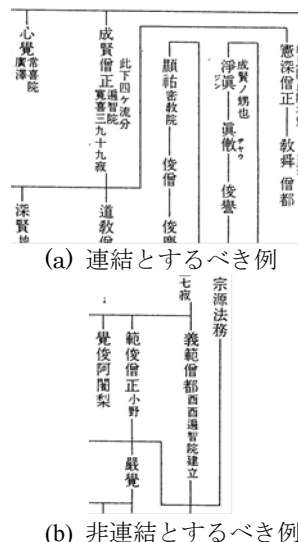 憲深僧正 教舜 僧都
成賢ノ甥也
淨眞 眞
ジン
俊譽
顯祐 密教院 俊僧
此下四ケ流分
成賢僧正 遍智院
寛喜三九十九寂
道教僧
心覺 常喜院
廣澤
深賢
(a) 連結とするべき例
宗源法務
七寂
義範僧都 西西遍智院建立
範俊僧正 小野 嚴覺
覺俊阿闍梨
(b) 非連結とするべき例